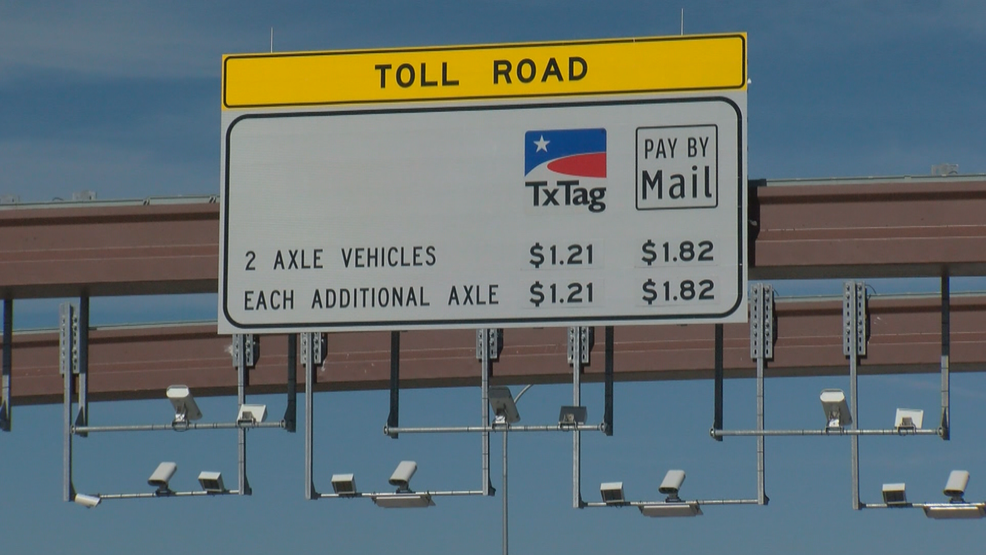 TOLL ROAD
TxTag
PAY BY
Mail
2 AXLE VEHICLES $1.21 $1.82
EACH ADDITIONAL AXLE $1.21 $1.82